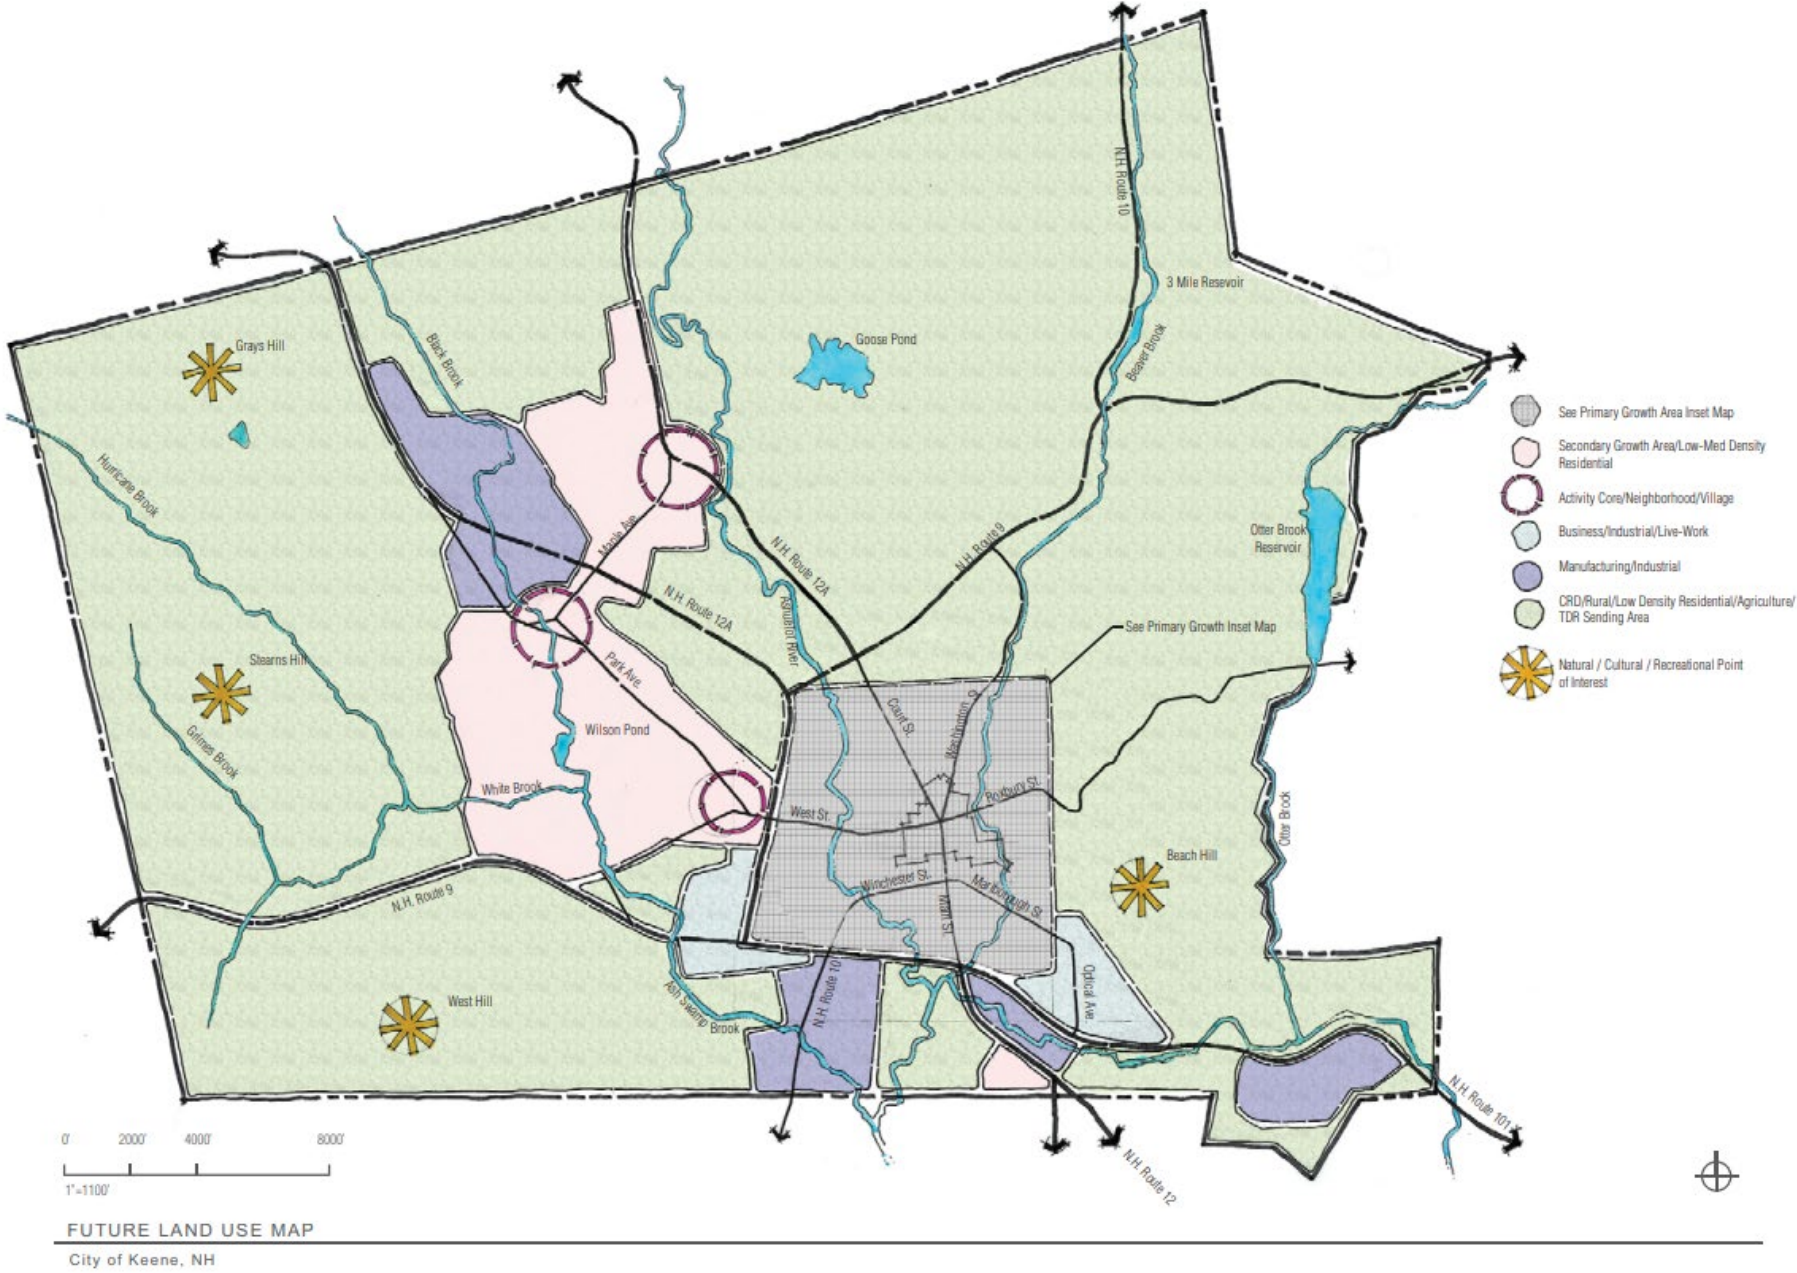 N.H. Route 10
3 Mile Resevoir
Grays Hill
Black Brook
Goose Pond
Beaver Brook
See Primary Growth Area Inset Map
Secondary Growth Area/Low-Med Density
Residential
Activity Core/Neighborhood/Village
Business/Industrial/Live-Work
Manufacturing/Industrial
CRD/Rural/Low Density Residential/Agriculture/
TDR Sending Area
Natural / Cultural / Recreational Point
of Interest
Hurricane Brook
Maple Ave.
N.H. Route 12A
N.H. Route 9
Otter Brook
Reservoir
N.H. Route 12A
Ashuelot River
See Primary Growth Inset Map
Stearns Hill
Park Ave.
Grimes Brook
Wilson Pond
Court St.
Washington
White Brook
West St.
Roxbury St.
Otter Brook
Beach Hill
N.H. Route 9
Winchester St.
Marlborough St.
Main St.
West Hill
Ash Swamp Brook
N.H. Route 10
Optical Ave.
N.H. Route 101
N.H. Route 12
0' 2000' 4000' 8000'
1"=1100'
FUTURE LAND USE MAP
City of Keene, NH